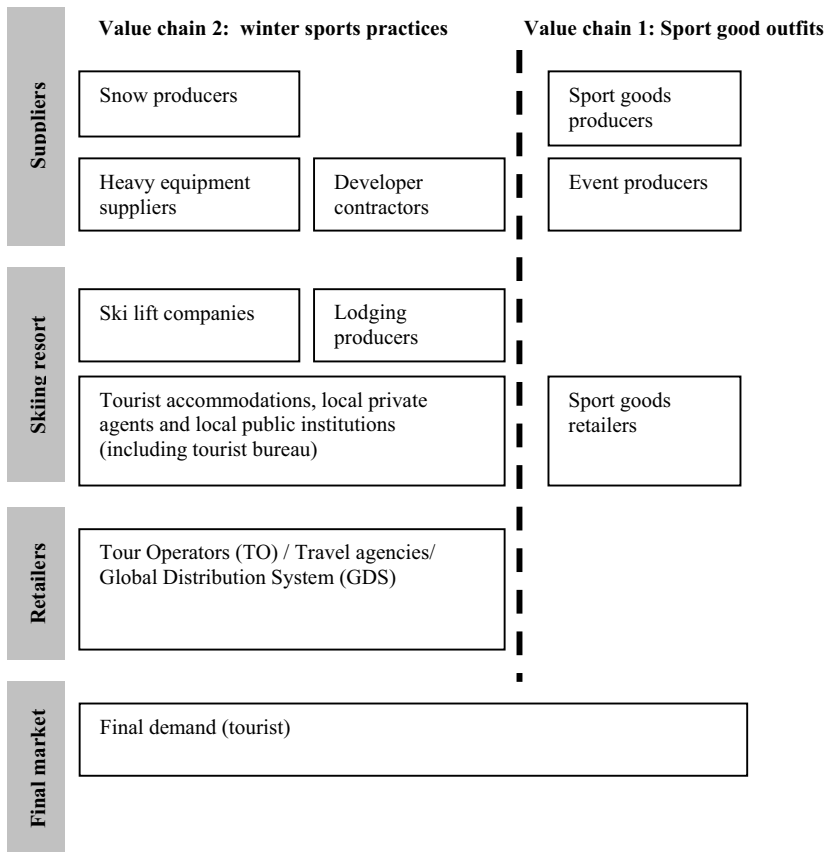 Value chain 2:  winter sports practices
Value chain 1: Sport good outfits
Suppliers
Snow producers
Sport goods
producers
Heavy equipment
suppliers
Developer
contractors
Event producers
Skiing resort
Ski lift companies
Lodging
producers
Tourist accommodations, local private
agents and local public institutions
(including tourist bureau)
Sport goods
retailers
Retailers
Tour Operators (TO) / Travel agencies/
Global Distribution System (GDS)
Final market
Final demand (tourist)